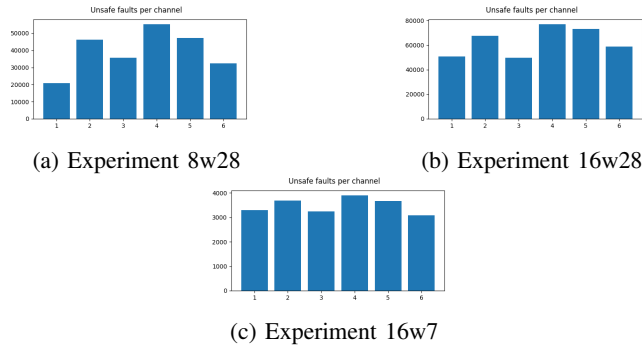 Unsafe faults per channel
50000
40000
30000
20000
10000
0
1 2 3 4 5 6
(a) Experiment 8w28
Unsafe faults per channel
80000
60000
40000
20000
0
1 2 3 4 5 6
(b) Experiment 16w28
Unsafe faults per channel
4000
3000
2000
1000
0
1 2 3 4 5 6
(c) Experiment 16w7